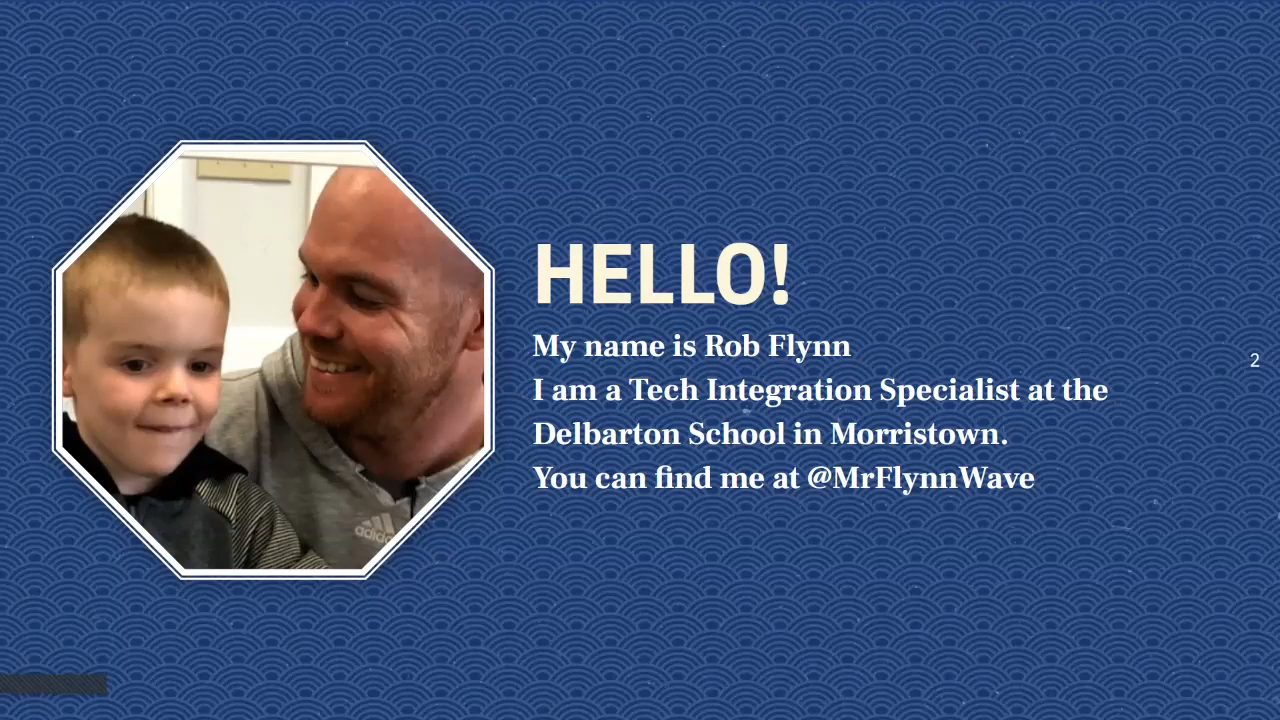 HELLO!
My name is Rob Flynn
I am a Tech Integration Specialist at the
Delbarton School in Morristown.
You can find me at @MrFlynnWave
2
adidas